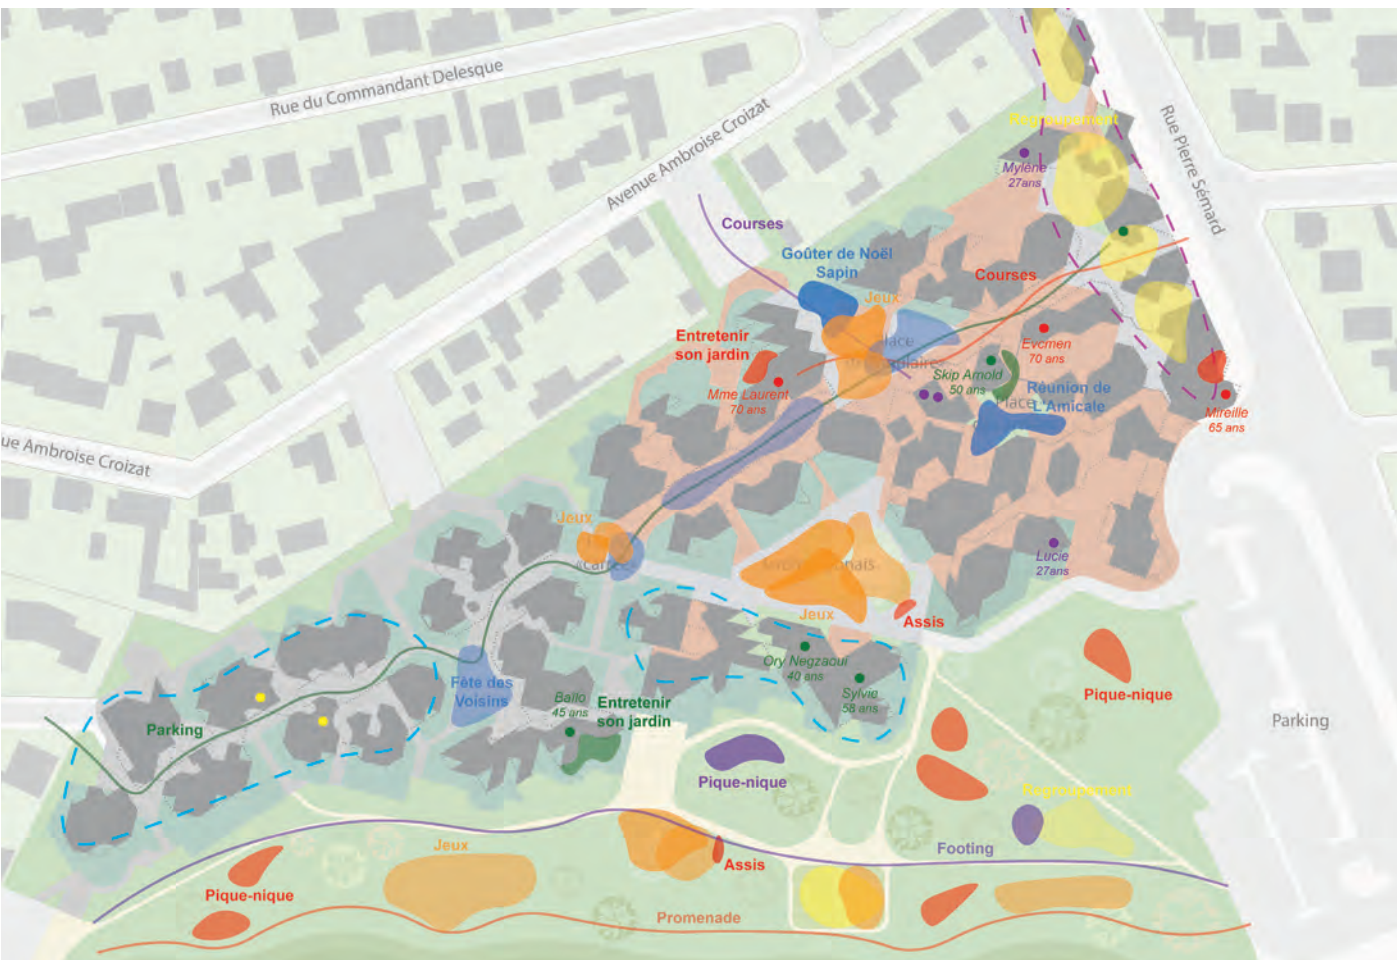 Rue du Commandant Delesque
Avenue Ambroise Croizat
Rue Pierre Sémard
Regroupement
Mylène
27ans
Courses
Goûter de Noël
Sapin
Jeux
Courses
Entretenir
son jardin
Evcmen
70 ans
Skip Arnold
50 ans
Mme Laurent
70 ans
Réunion de
L'Amicale
Place
Mireille
65 ans
ue Ambroise Croizat
Jeux
Lucie
27ans
Jeux
Assis
Ory Negzaoui
40 ans
Sylvie
58 ans
Fête des
Voisins
Ballo
45 ans
Entretenir
son jardin
Parking
Pique-nique
Parking
Pique-nique
Regroupement
Footing
Jeux
Assis
Pique-nique
Promenade